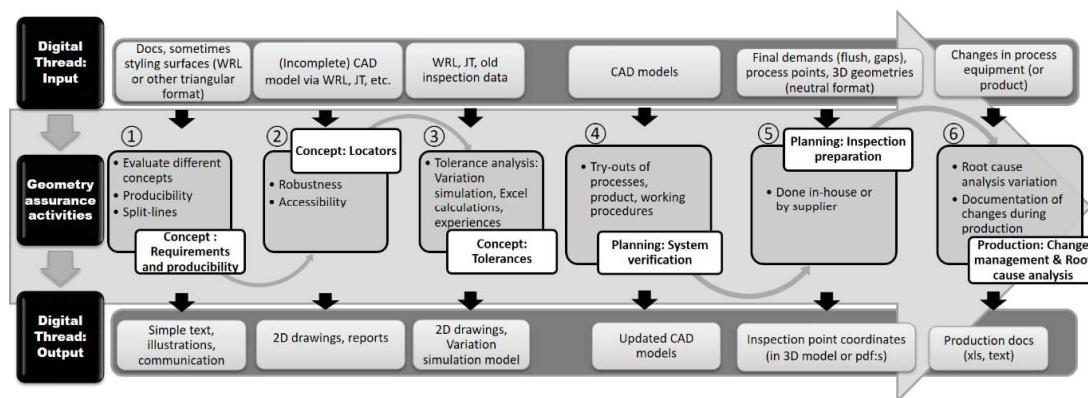 Digital
Thread:
Input
Docs, sometimes
styling surfaces (WRL
or other triangular
format)
(Incomplete) CAD
model via WRL, JT, etc.
WRL, JT, old
inspection data
CAD models
Final demands (flush, gaps),
process points, 3D geometries
(neutral format)
Changes in process
equipment (or
product)
Geometry
assurance
activities
①
• Evaluate different
concepts
• Producibility
• Split-lines
Concept :
Requirements
and producibility
②
Concept: Locators
• Robustness
• Accessibility
③
• Tolerance analysis:
Variation
simulation, Excel
calculations,
experiences
Concept:
Tolerances
④
• Try-outs of
processes,
product, working
procedures
Planning: System
verification
⑤
Planning: Inspection
preparation
• Done in-house or
by supplier
⑥
• Root cause
analysis variation
• Documentation of
changes during
production
Production: Change
management & Root
cause analysis
Digital
Thread:
Output
Simple text,
illustrations,
communication
2D drawings, reports
2D drawings,
Variation
simulation model
Updated CAD
models
Inspection point coordinates
(in 3D model or pdf:s)
Production docs
(xls, text)